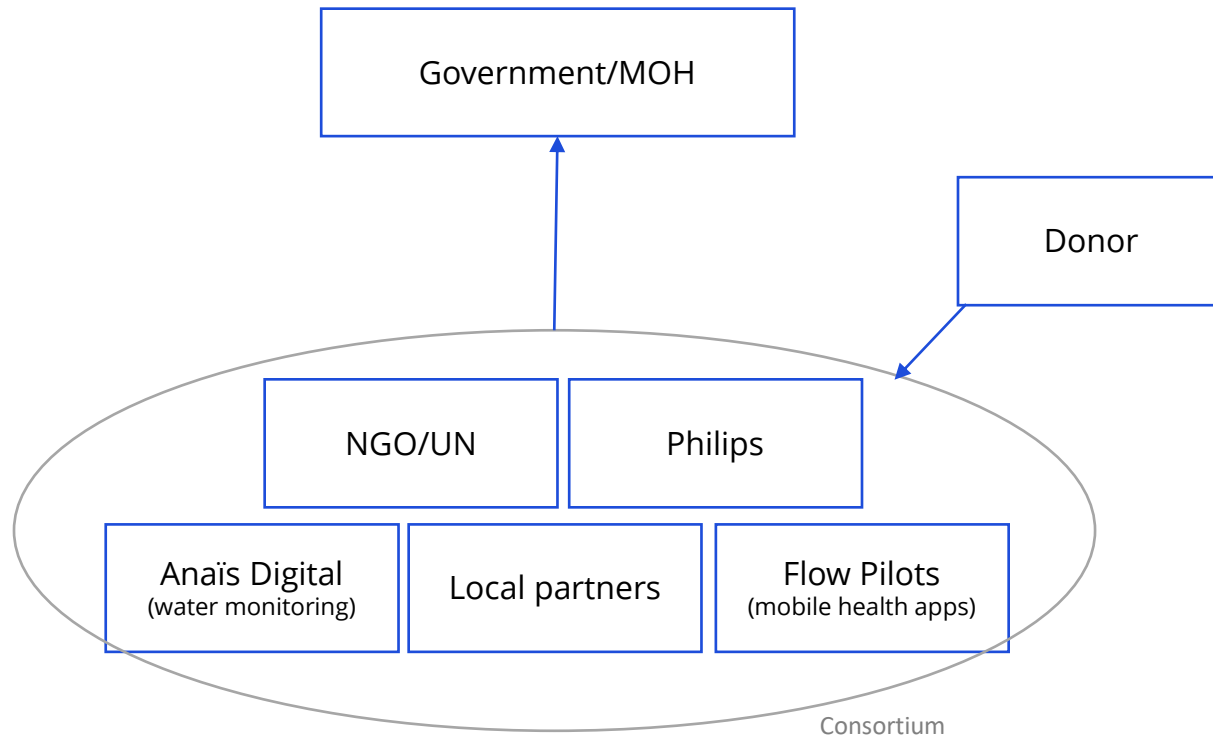 Government/MOH
Donor
NGO/UN
Philips
Anaïs Digital
(water monitoring)
Local partners
Flow Pilots
(mobile health apps)
Consortium